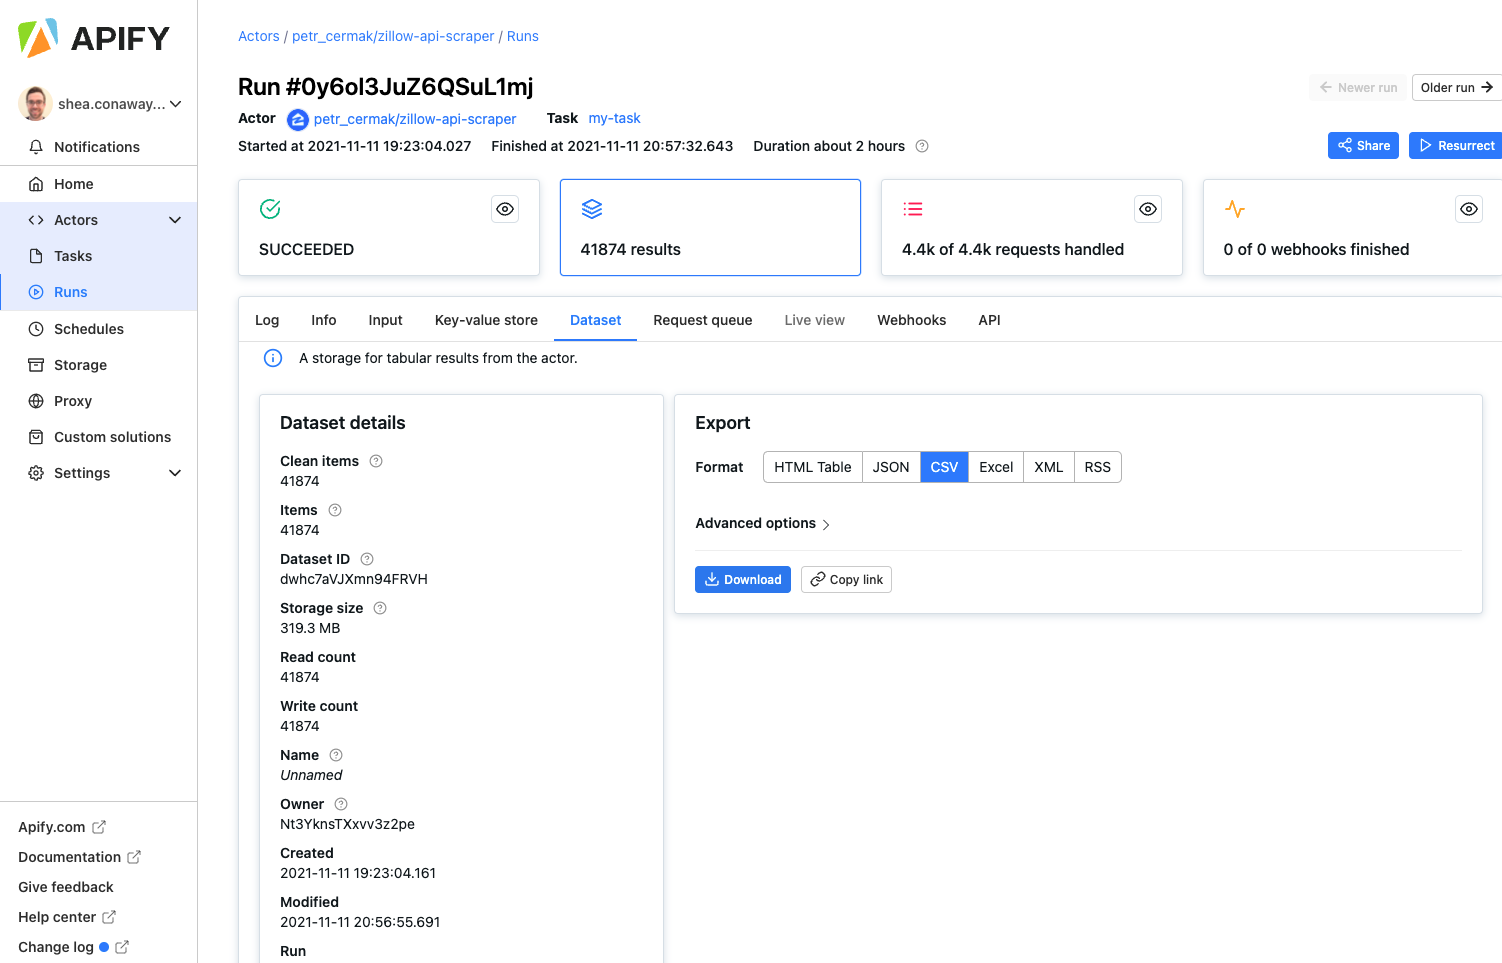 APIFY
shea.conaway...
Notifications
Home
Actors
Tasks
Runs
Schedules
Storage
Proxy
Custom solutions
Settings
Apify.com
Documentation
Give feedback
Help center
Change log
Actors / petr_cermak/zillow-api-scraper / Runs
Run #0y6ol3JuZ6QSuL1mj
Newer run
Older run
Actor petr_cermak/zillow-api-scraper Task my-task
Started at 2021-11-11 19:23:04.027 Finished at 2021-11-11 20:57:32.643 Duration about 2 hours
Share
Resurrect
SUCCEEDED
41874 results
4.4k of 4.4k requests handled
0 of 0 webhooks finished
Log Info Input Key-value store Dataset Request queue Live view Webhooks API
A storage for tabular results from the actor.
Dataset details
Clean items
41874
Items
41874
Dataset ID
dwhc7aVJXmn94FRVH
Storage size
319.3 MB
Read count
41874
Write count
41874
Name
Unnamed
Owner
Nt3YknsTXxvv3z2pe
Created
2021-11-11 19:23:04.161
Modified
2021-11-11 20:56:55.691
Run
Export
Format HTML Table JSON CSV Excel XML RSS
Advanced options
Download Copy link